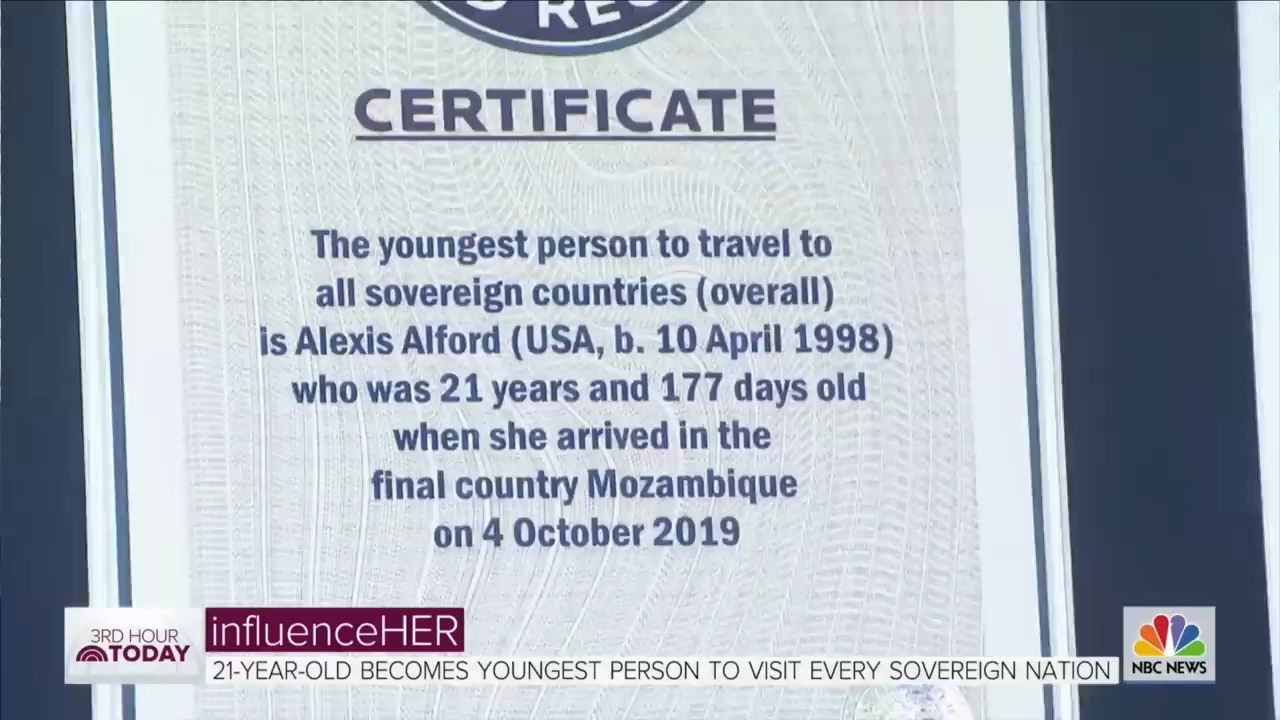 CERTIFICATE
The youngest person to travel to
all sovereign countries (overall)
is Alexis Alford (USA, b. 10 April 1998)
who was 21 years and 177 days old
when she arrived in the
final country Mozambique
on 4 October 2019
3RD HOUR
TODAY
influenceHER
21-YEAR-OLD BECOMES YOUNGEST PERSON TO VISIT EVERY SOVEREIGN NATION
NBC NEWS